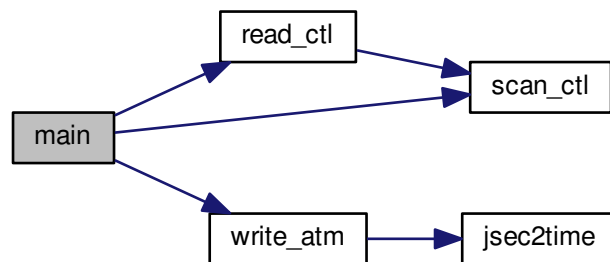 read_ctl
scan_ctl
main
write_atm
jsec2time